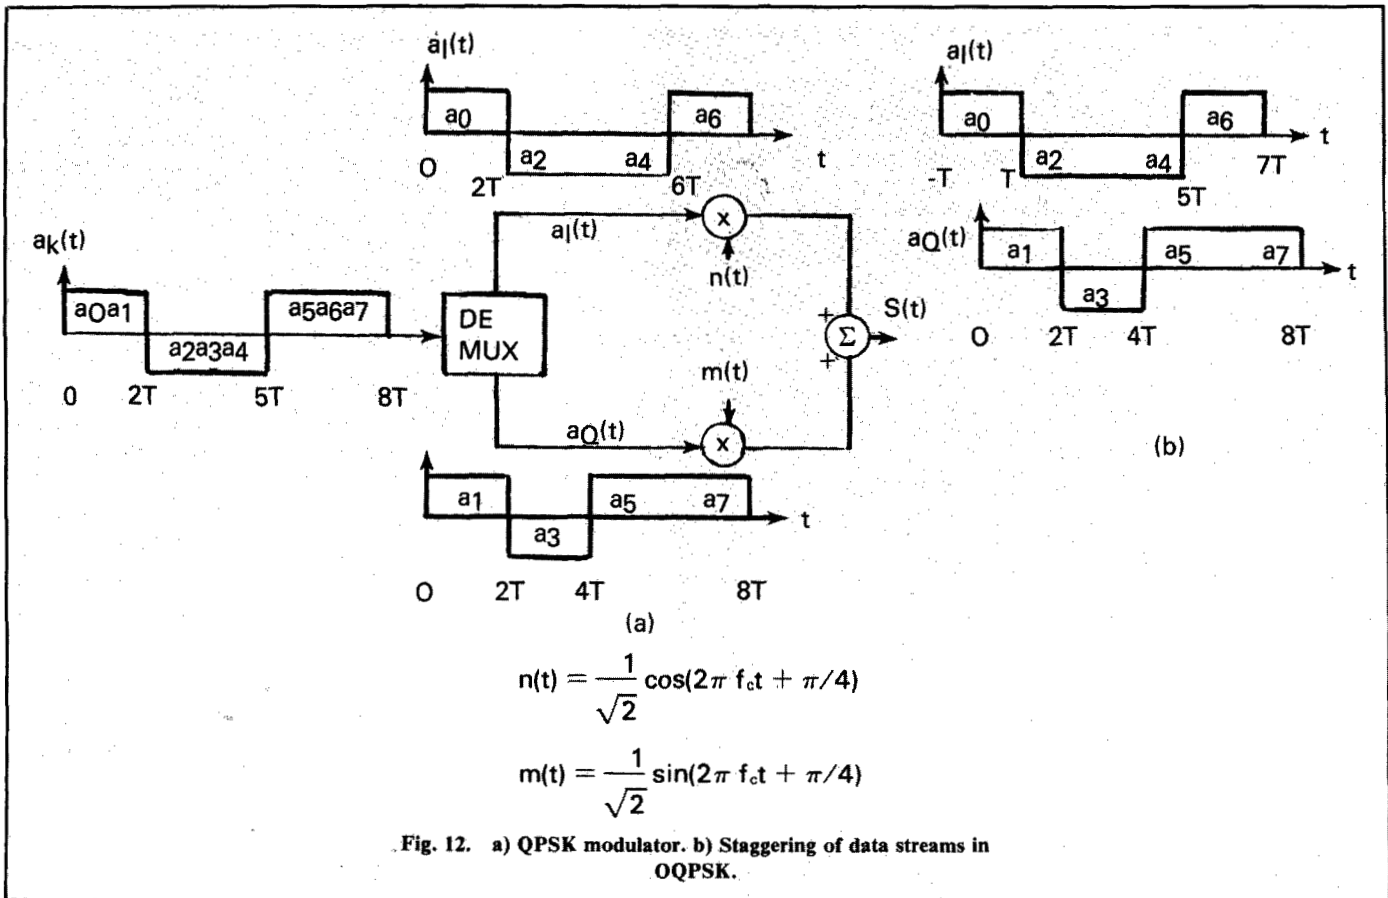 aI(t)
a0
a6
a2
a4
0
2T
6T
t
aI(t)
a0
a6
t
a2
a4
-T
T
5T
7T
aK(t)
a0a1
a5a6a7
a2a3a4
0
2T
5T
8T
DE
MUX
aI(t)
x
n(t)
+
Σ
+
S(t)
m(t)
aQ(t)
x
aQ(t)
a1
a5
a7
t
a3
0
2T
4T
8T
(b)
a1
a5
a7
t
a3
0
2T
4T
8T
(a)
n(t) = 1/√2 cos(2π fct + π/4)
m(t) = 1/√2 sin(2π fct + π/4)
Fig. 12. a) QPSK modulator. b) Staggering of data streams in
OQPSK.